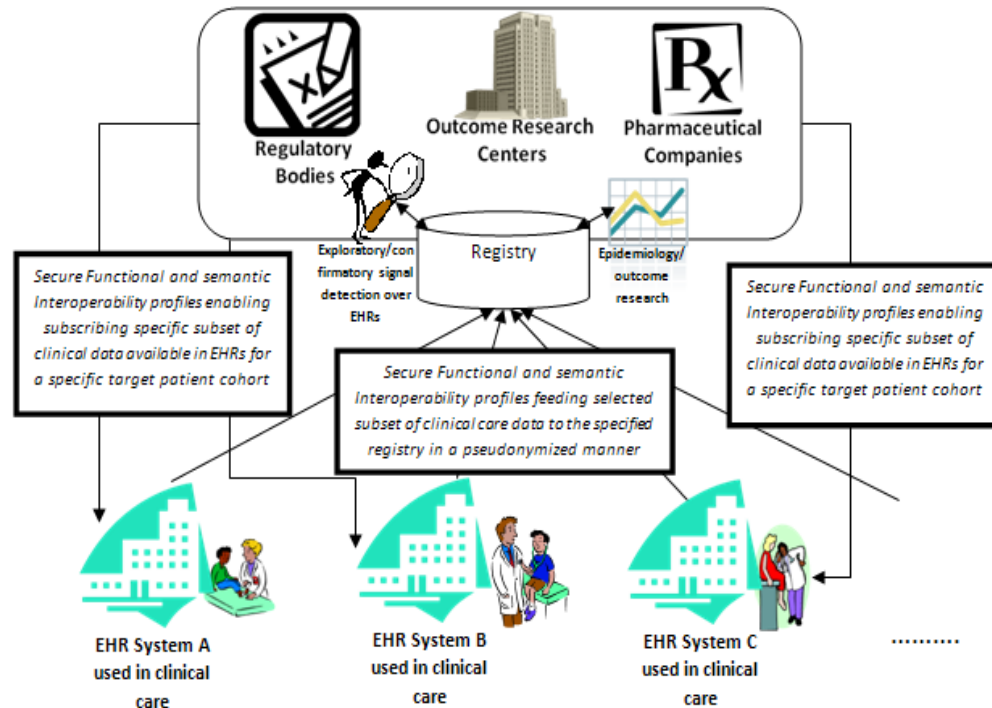 Rx
Regulatory
Bodies
Outcome Research
Centers
Pharmaceutical
Companies
Exploratory/con
firmatory signal
detection over
EHRs
Registry
Epidemiology/
outcome
research
Secure Functional and semantic
Interoperability profiles enabling
subscribing specific subset of
clinical data available in EHRs for
a specific target patient cohort
Secure Functional and semantic
Interoperability profiles feeding selected
subset of clinical care data to the specified
registry in a pseudonymized manner
Secure Functional and semantic
Interoperability profiles enabling
subscribing specific subset of
clinical data available in EHRs for
a specific target patient cohort
EHR System A
used in clinical
care
EHR System B
used in clinical
care
EHR System C
used in clinical
care
..........